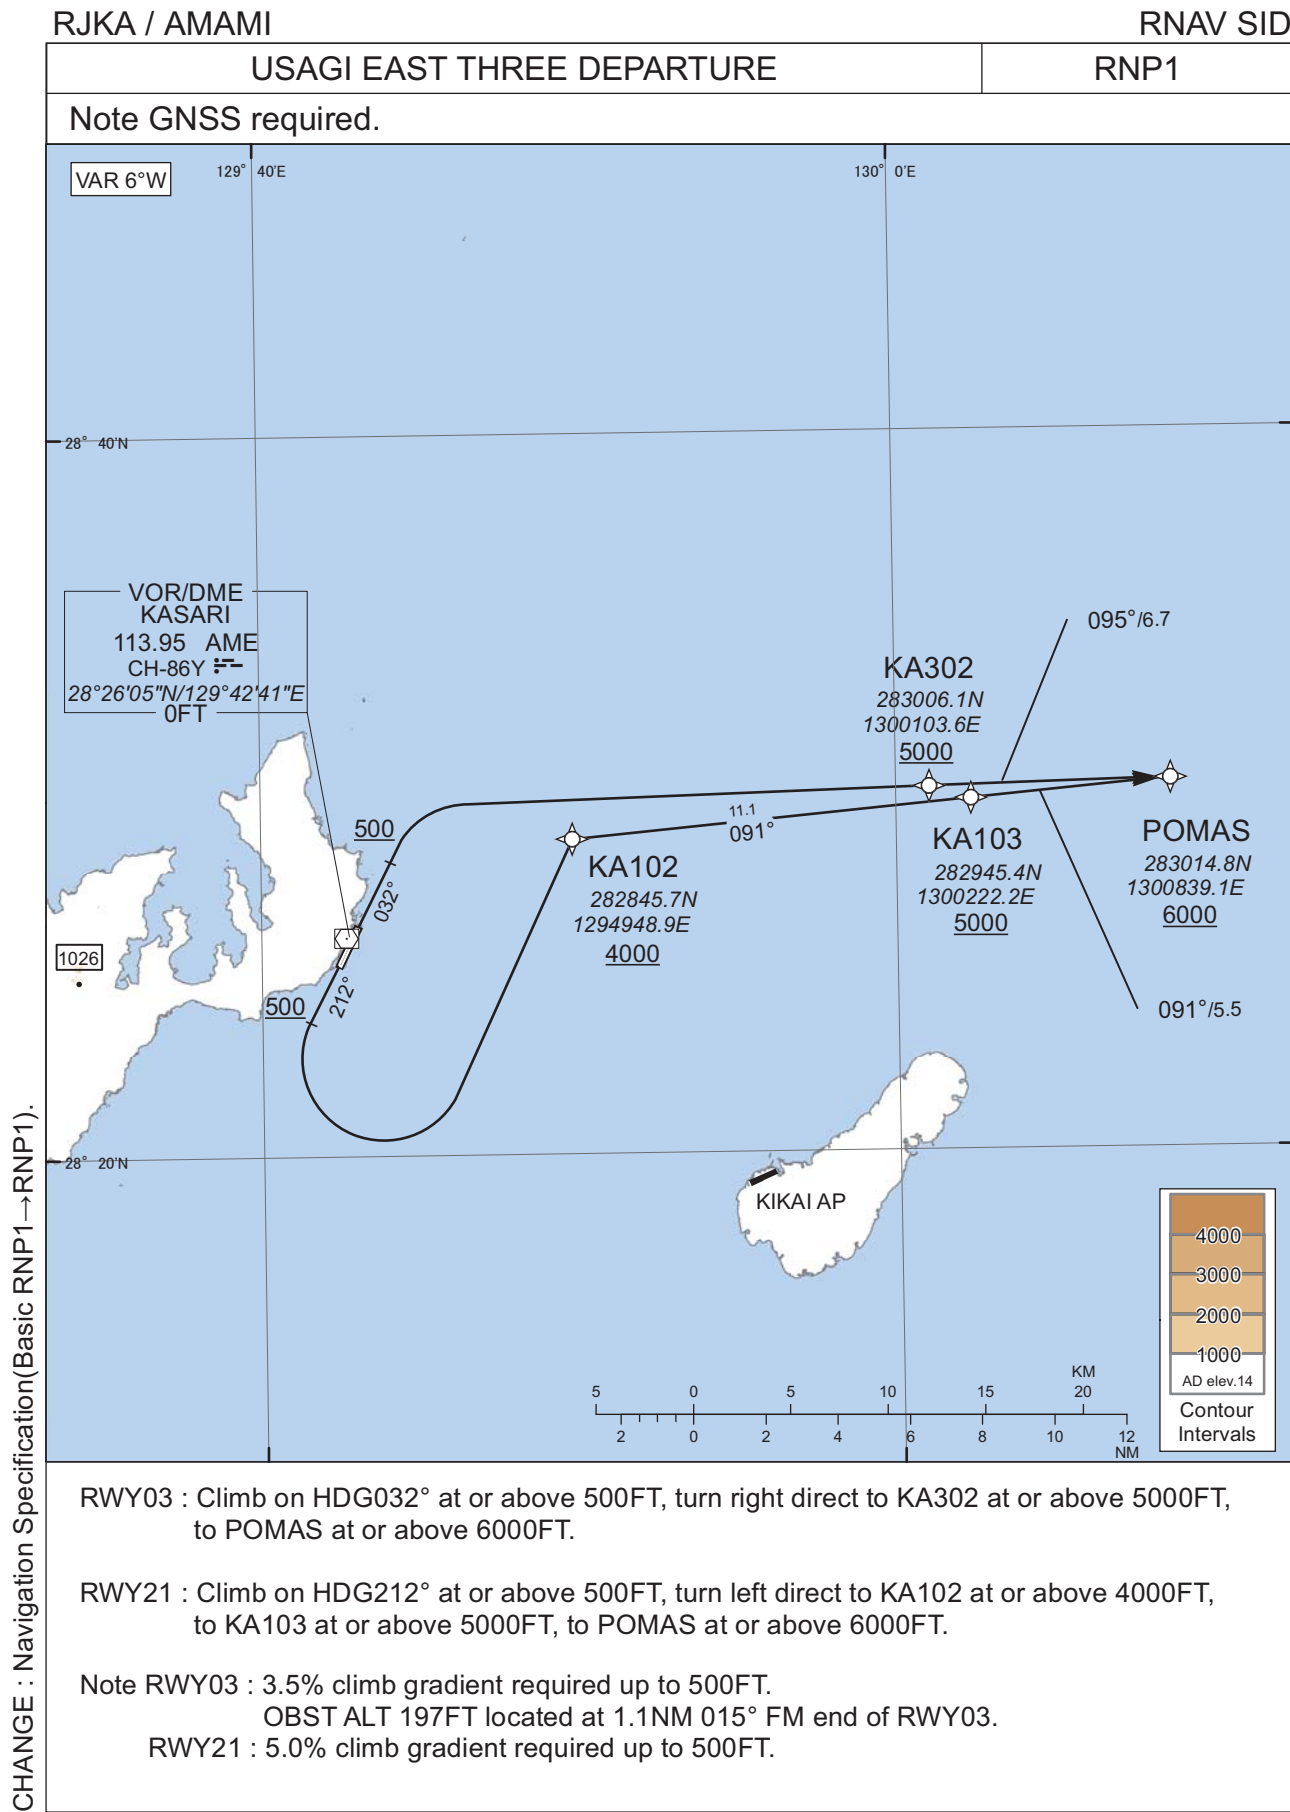 RJKA / AMAMI
RNAV SID
USAGI EAST THREE DEPARTURE
RNP1
Note GNSS required.
VAR 6°W
129° 40'E
130° 0'E
28° 40'N
VOR/DME
KASARI
113.95 AME
CH-86Y
28°26'05"N/129°42'41"E
0FT
095°/6.7
KA302
283006.1N
1300103.6E
5000
500
032°
11.1
091°
KA102
282845.7N
1294948.9E
4000
KA103
282945.4N
1300222.2E
5000
POMAS
283014.8N
1300839.1E
6000
1026
500
212°
091°/5.5
28° 20'N
KIKAI AP
4000
3000
2000
1000
AD elev.14
Contour
Intervals
KM
5 0 5 10 15 20
2 0 2 4 6 8 10 12
NM
RWY03 : Climb on HDG032° at or above 500FT, turn right direct to KA302 at or above 5000FT,
to POMAS at or above 6000FT.
RWY21 : Climb on HDG212° at or above 500FT, turn left direct to KA102 at or above 4000FT,
to KA103 at or above 5000FT, to POMAS at or above 6000FT.
Note RWY03 : 3.5% climb gradient required up to 500FT.
OBST ALT 197FT located at 1.1NM 015° FM end of RWY03.
RWY21 : 5.0% climb gradient required up to 500FT.
CHANGE : Navigation Specification(Basic RNP1→RNP1).